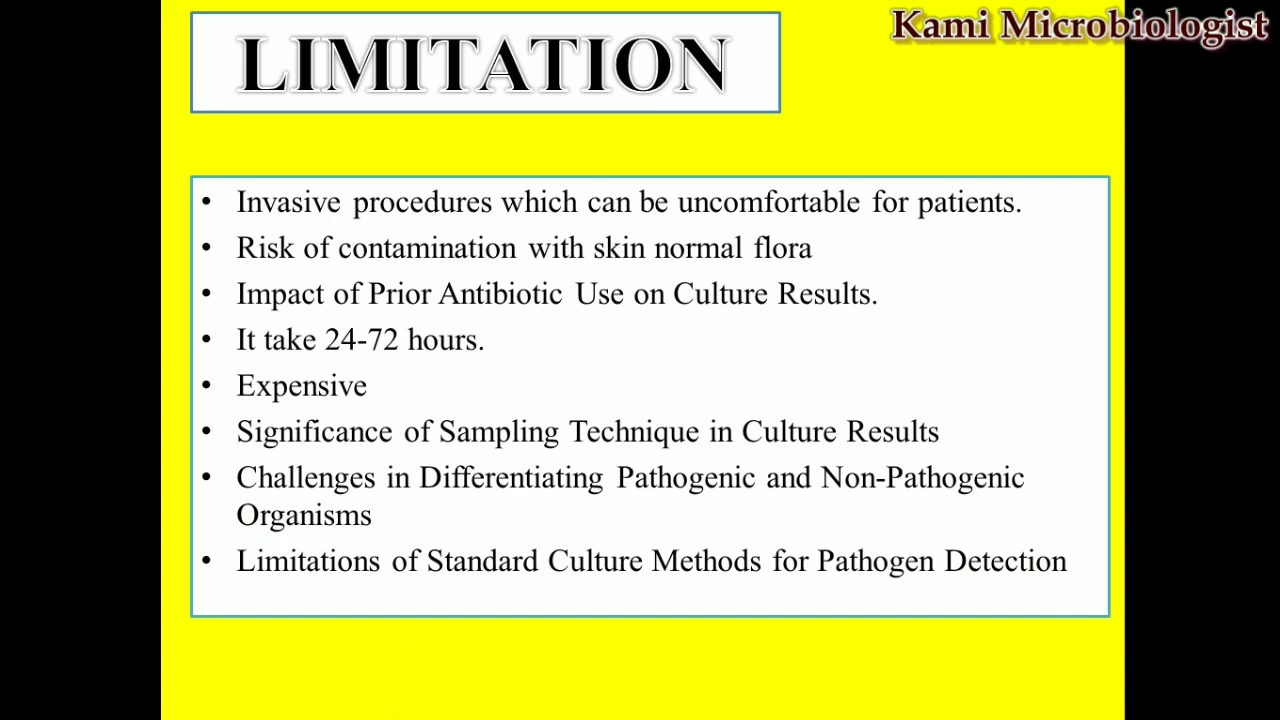 Kami Microbiologist
LIMITATION
• Invasive procedures which can be uncomfortable for patients.
• Risk of contamination with skin normal flora
• Impact of Prior Antibiotic Use on Culture Results.
• It take 24-72 hours.
• Expensive
• Significance of Sampling Technique in Culture Results
• Challenges in Differentiating Pathogenic and Non-Pathogenic
Organisms
• Limitations of Standard Culture Methods for Pathogen Detection